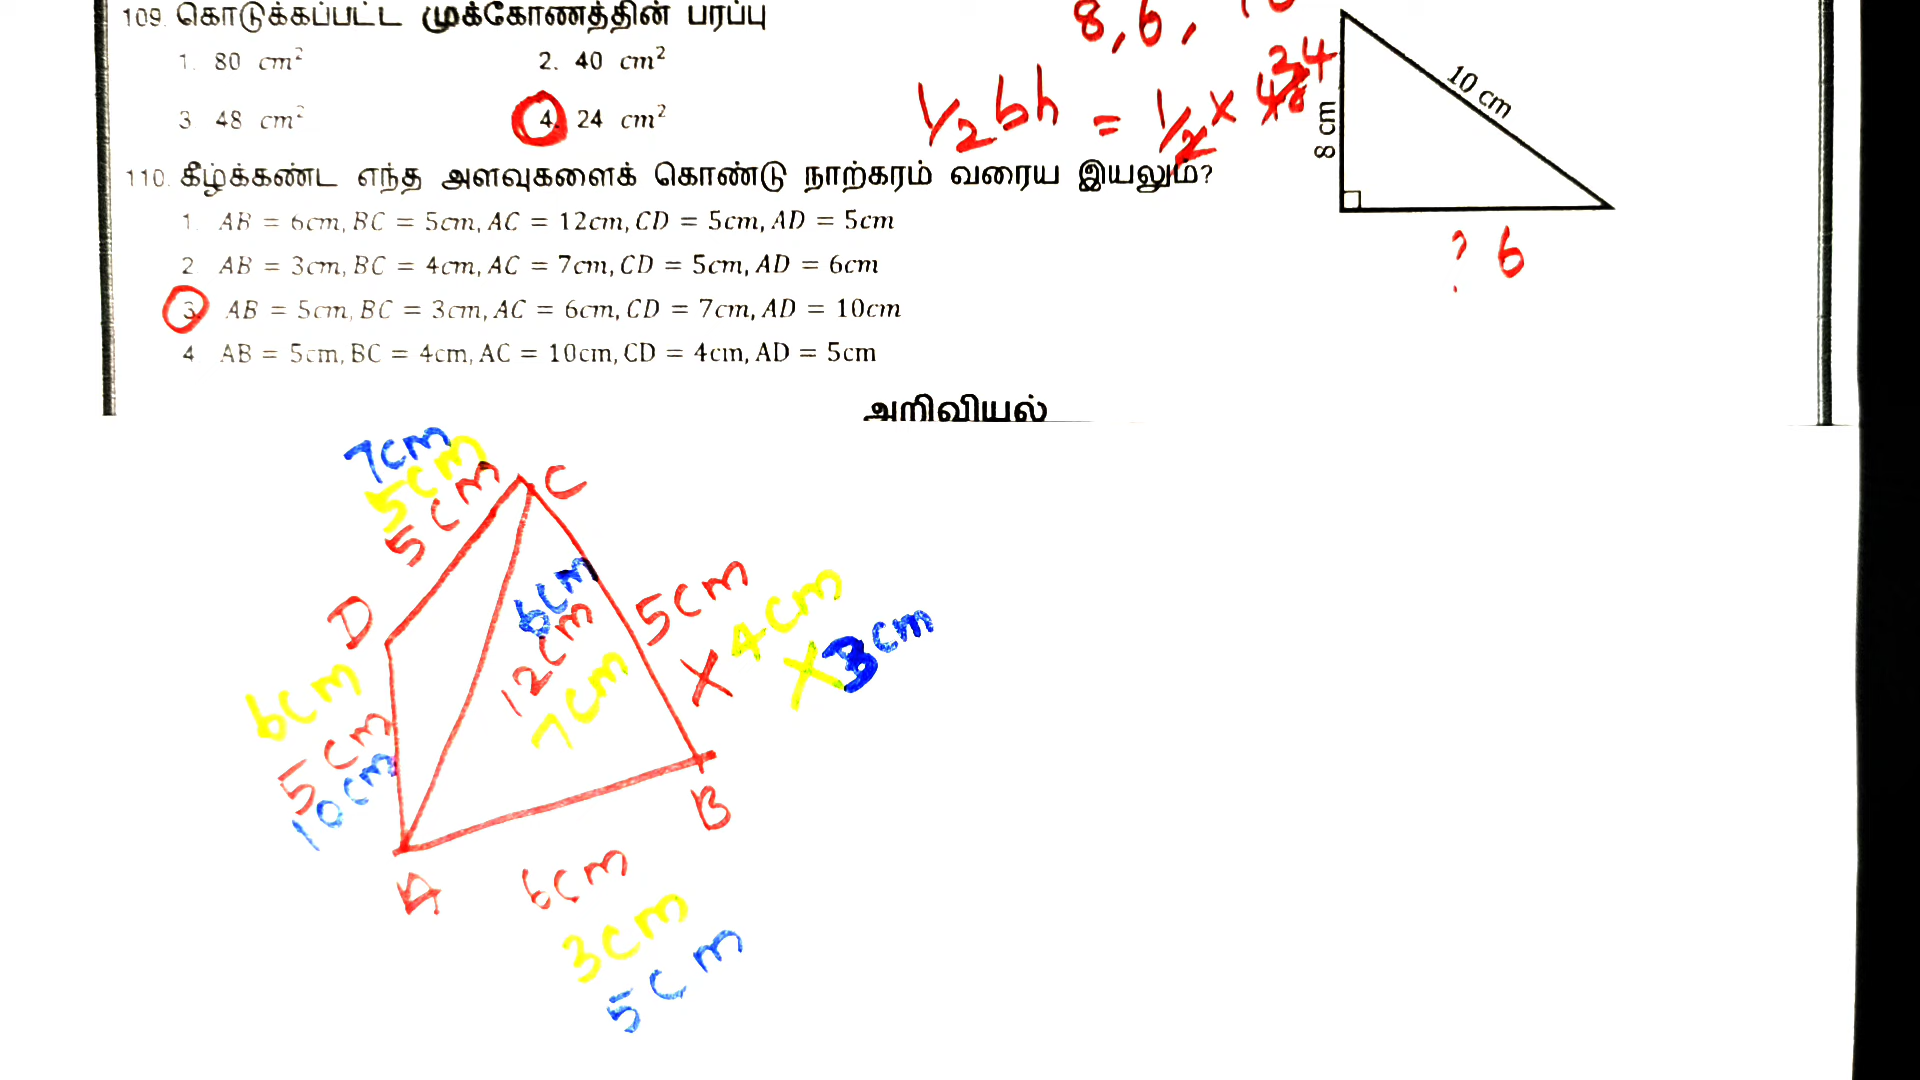 109. கொடுக்கப்பட்ட முக்கோணத்தின் பரப்பு
8, 6,
1. 80 cm²
2. 40 cm²
3 48 cm²
4. 24 cm²
1/2 bh = 1/2 × 48 24
10 cm
8 cm
? 6
110. கீழ்க்கண்ட எந்த அளவுகளைக் கொண்டு நாற்கரம் வரைய இயலும்?
1. AB = 6cm, BC = 5cm, AC = 12cm, CD = 5cm, AD = 5cm
2 AB = 3cm, BC = 4cm, AC = 7cm, CD = 5cm, AD = 6cm
3. AB = 5cm, BC = 3cm, AC = 6cm, CD = 7cm, AD = 10cm
4 AB = 5cm, BC = 4cm, AC = 10cm, CD = 4cm, AD = 5cm
அறிவியல்
7cm
5cm
5cm
C
D
6cm
12cm
7cm
5cm
4cm
X
X3cm
6cm
5cm
10cm
B
A
6cm
3cm
5cm